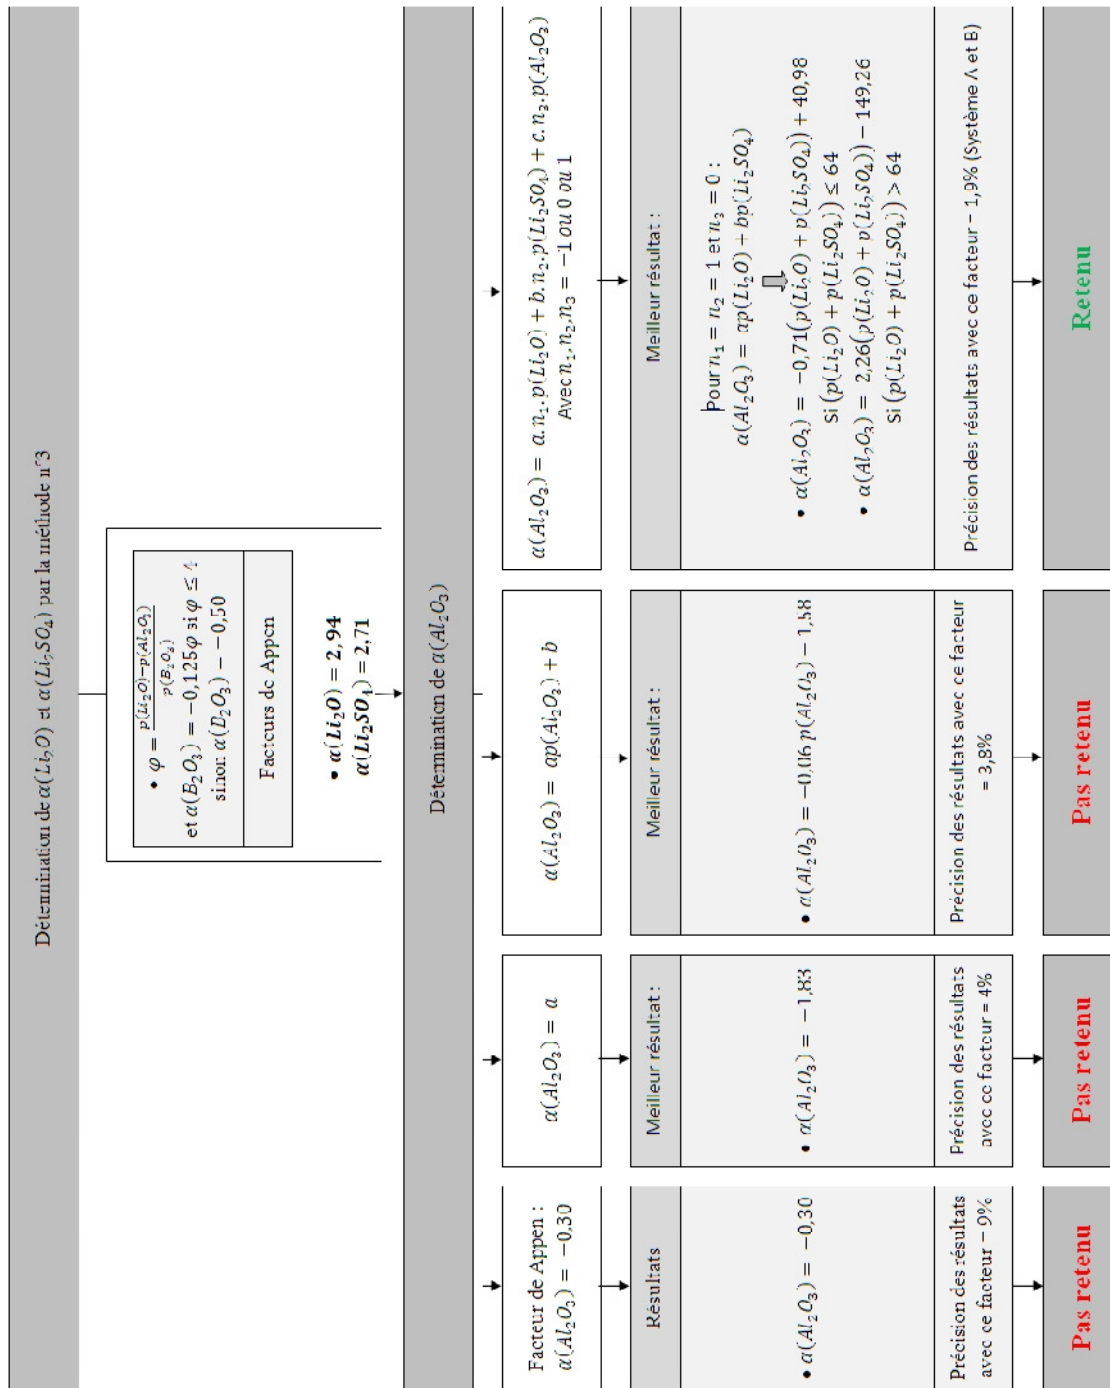 Détermination de α(Li₂O) et α(Li₂SO₄) par la méthode n°3
• φ = (p(Li₂O)−p(Al₂O₃))/p(B₂O₃)
et α(B₂O₃) = −0,125φ si φ ≤ 4
sinon α(B₂O₃) = −0,50
Facteurs de Appen
• α(Li₂O) = 2,94
α(Li₂SO₄) = 2,71
Détermination de α(Al₂O₃)
Facteur de Appen :
α(Al₂O₃) = −0,30
Résultats
• α(Al₂O₃) = −0,30
Précision des résultats
avec ce facteur = 9%
Pas retenu
α(Al₂O₃) = a
Meilleur résultat :
• α(Al₂O₃) = −1,83
Précision des résultats
avec ce facteur = 4%
Pas retenu
α(Al₂O₃) = ap(Al₂O₃) + b
Meilleur résultat :
• α(Al₂O₃) = −0,06 p(Al₂O₃) − 1,58
Précision des résultats avec ce facteur
= 3,8%
Pas retenu
α(Al₂O₃) = a.n₁.p(Li₂O) + b.n₂.p(Li₂SO₄) + c.n₃.p(Al₂O₃)
Avec n₁,n₂,n₃ = −1 ou 0 ou 1
Meilleur résultat :
Pour n₁ = n₂ = 1 et n₃ = 0 :
α(Al₂O₃) = ap(Li₂O) + bp(Li₂SO₄)
• α(Al₂O₃) = −0,71(p(Li₂O) + p(Li₂SO₄)) + 40,98
Si (p(Li₂O) + p(Li₂SO₄)) ≤ 64
• α(Al₂O₃) = 2,26(p(Li₂O) + p(Li₂SO₄)) − 149,26
Si (p(Li₂O) + p(Li₂SO₄)) > 64
Précision des résultats avec ce facteur = 1,9% (Système A et B)
Retenu